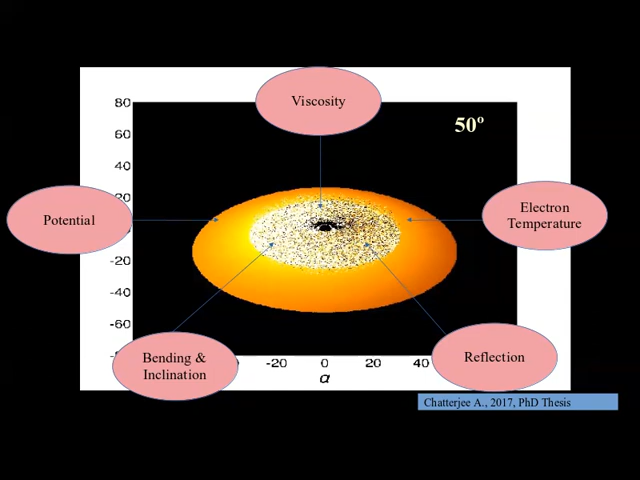 Viscosity
50º
80
60
40
20
Potential
Electron
Temperature
-20
-40
-60
Bending &
Inclination
Reflection
-20 0 20 40
α
Chatterjee A., 2017, PhD Thesis